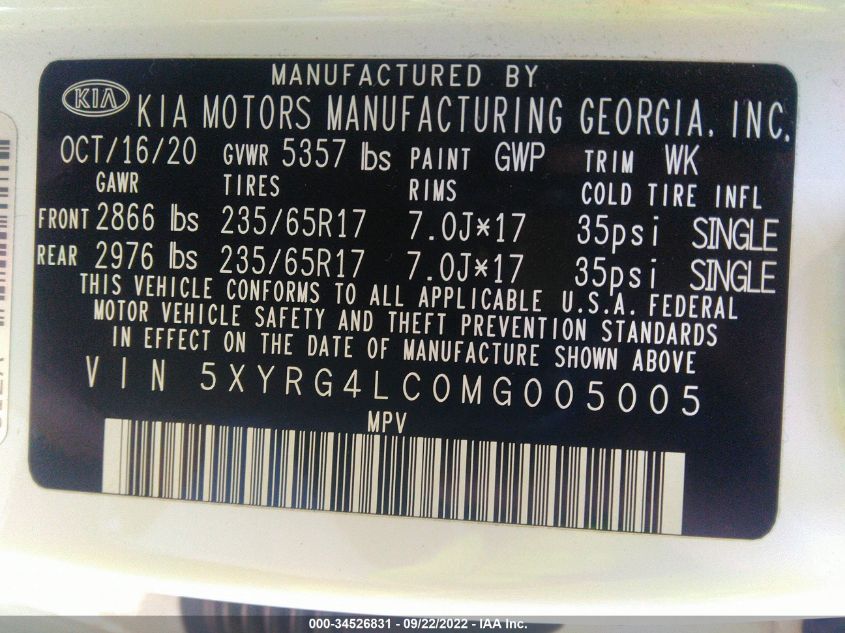 MANUFACTURED BY
KIA KIA MOTORS MANUFACTURING GEORGIA, INC.
OCT/16/20 GVWR 5357 lbs PAINT GWP TRIM WK
GAWR TIRES RIMS COLD TIRE INFL
FRONT 2866 lbs 235/65R17 7.0J*17 35psi SINGLE
REAR 2976 lbs 235/65R17 7.0J*17 35psi SINGLE
THIS VEHICLE CONFORMS TO ALL APPLICABLE U.S.A. FEDERAL
MOTOR VEHICLE SAFETY AND THEFT PREVENTION STANDARDS
IN EFFECT ON THE DATE OF MANUFACTURE SHOWN ABOVE
VIN 5XYRG4LC0MG005005
MPV
000-34526831 - 09/22/2022 - IAA Inc.